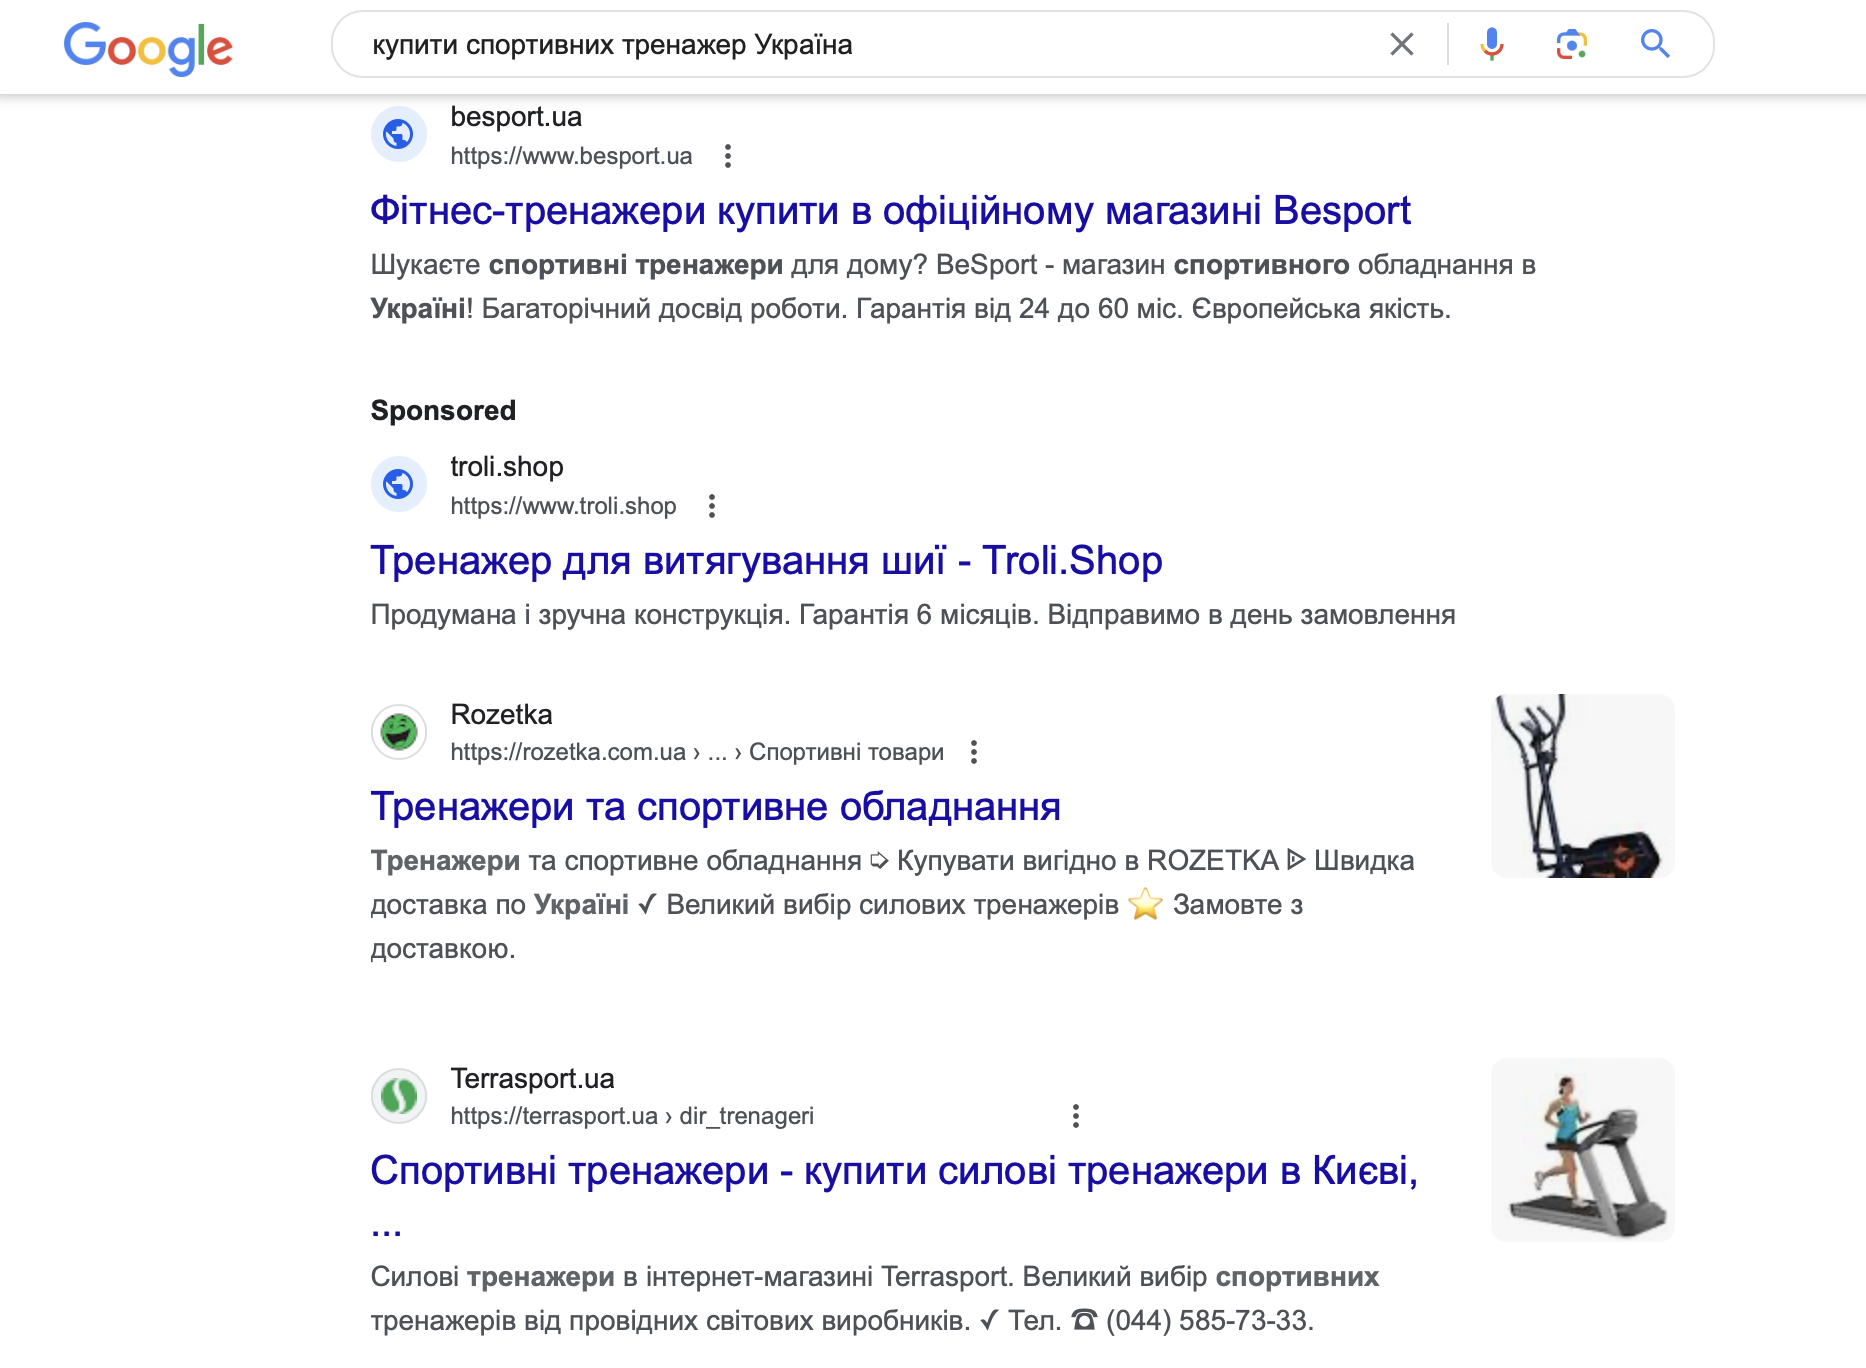 Google
купити спортивних тренажер Україна
besport.ua
https://www.besport.ua
Фітнес-тренажери купити в офіційному магазині Besport
Шукаєте спортивні тренажери для дому? BeSport - магазин спортивного обладнання в
Україні! Багаторічний досвід роботи. Гарантія від 24 до 60 міс. Європейська якість.
Sponsored
troli.shop
https://www.troli.shop
Тренажер для витягування шиї - Troli.Shop
Продумана і зручна конструкція. Гарантія 6 місяців. Відправимо в день замовлення
Rozetka
https://rozetka.com.ua › ... › Спортивні товари
Тренажери та спортивне обладнання
Тренажери та спортивне обладнання ➩ Купувати вигідно в ROZETKA ᐉ Швидка
доставка по Україні ✓ Великий вибір силових тренажерів ⭐ Замовте з
доставкою.
Terrasport.ua
https://terrasport.ua › dir_trenageri
Спортивні тренажери - купити силові тренажери в Києві,
...
Силові тренажери в інтернет-магазині Terrasport. Великий вибір спортивних
тренажерів від провідних світових виробників. ✓ Тел. ☎ (044) 585-73-33.